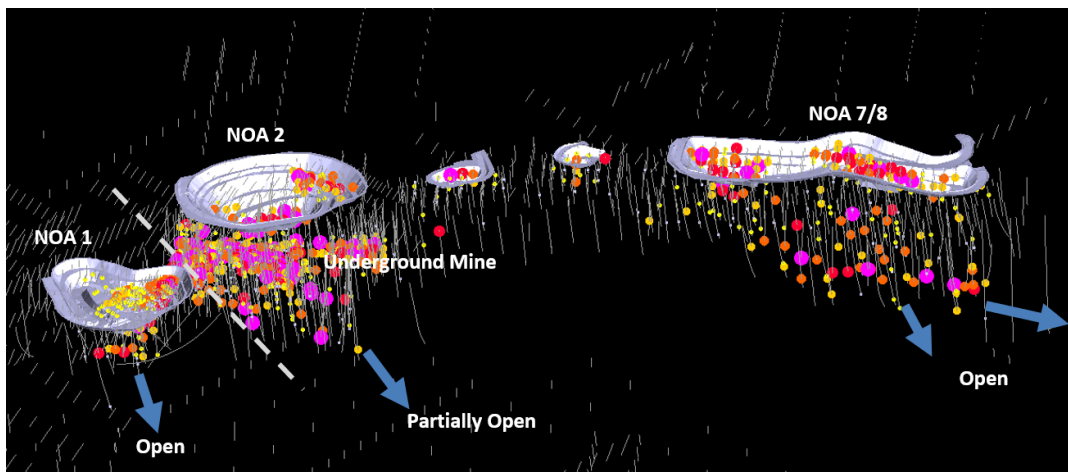 NOA 7/8
NOA 2
NOA 1
Underground Mine
Open
Partially Open
Open